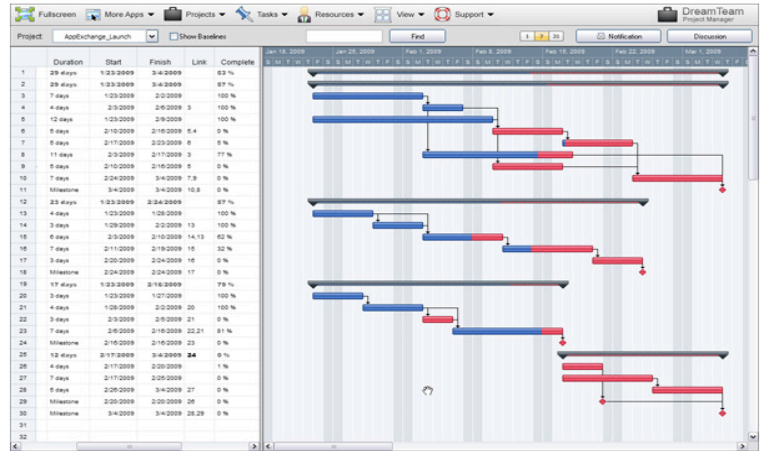 Fullscreen More Apps Projects Tasks Resources View Support DreamTeam
Project Manager
Project AppExchange_Launch Show Baselines Find 1 7 31 Notification Discussion
Duration Start Finish Link Complete Jan 18, 2009 Jan 25, 2009 Feb 1, 2009 Feb 8, 2009 Feb 15, 2009 Feb 22, 2009 Mar 1, 2009
1 29 days 1/23/2009 3/4/2009
2 29 days 1/23/2009 3/4/2009
3 7 days 1/23/2009 2/2/2009 100 %
4 4 days 2/3/2009 2/6/2009 3 100 %
5 12 days 1/23/2009 2/9/2009 100 %
6 5 days 2/10/2009 2/16/2009 5,4 0 %
7 5 days 2/17/2009 2/23/2009 6 5 %
8 11 days 2/3/2009 2/17/2009 3 77 %
9 5 days 2/10/2009 2/16/2009 5 0 %
10 7 days 2/24/2009 3/4/2009 7,9 0 %
11 Milestone 3/4/2009 3/4/2009 10,8 0 %
12 23 days 1/23/2009 2/24/2009
13 4 days 1/23/2009 1/28/2009 100 %
14 3 days 1/29/2009 2/2/2009 13 100 %
15 2/3/2009 2/10/2009 14,13 62 %
16 7 days 2/11/2009 2/19/2009 15 32 %
17 3 days 2/20/2009 2/24/2009 16 0 %
18 Milestone 2/24/2009 2/24/2009 17 0 %
19 17 days 1/23/2009 2/16/2009
20 3 days 1/23/2009 1/27/2009 100 %
21 4 days 1/28/2009 2/2/2009 20 100 %
22 3 days 2/3/2009 2/5/2009 21 0 %
23 7 days 2/6/2009 2/16/2009 22,21 81 %
24 Milestone 2/16/2009 2/16/2009 23 0 %
25 12 days 2/17/2009 3/4/2009 24 0 %
26 4 days 2/17/2009 2/20/2009 1 %
27 7 days 2/17/2009 2/25/2009 0 %
28 5 days 2/26/2009 3/4/2009 27 0 %
29 Milestone 2/20/2009 2/20/2009 26 0 %
30 Milestone 3/4/2009 3/4/2009 28,29 0 %
31
32